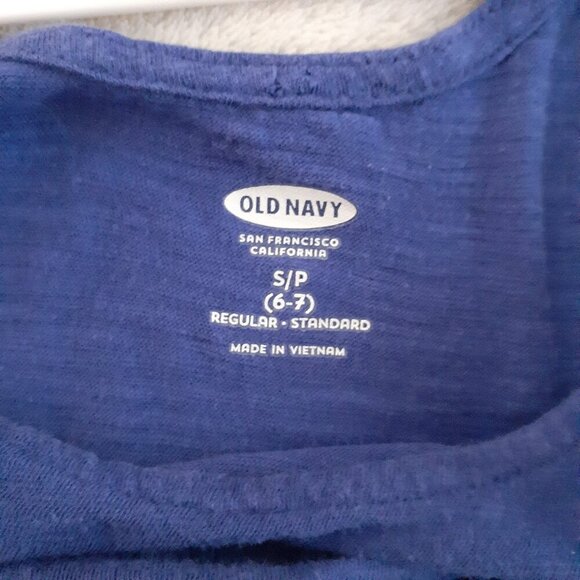 OLD NAVY
SAN FRANCISCO
CALIFORNIA
S/P
(6-7)
REGULAR - STANDARD
MADE IN VIETNAM